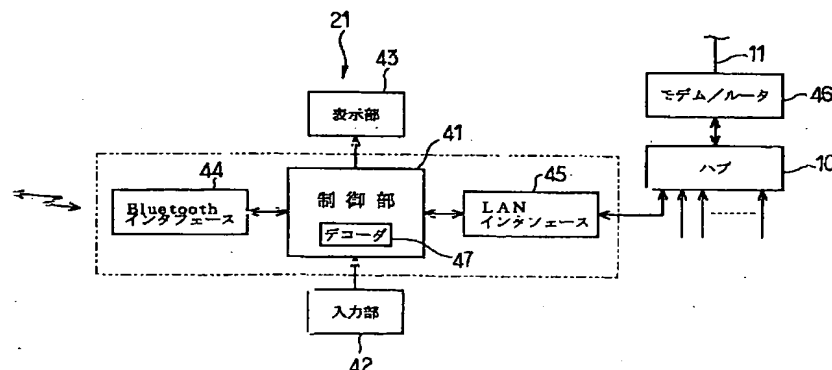 21
43
表示部
11
モデム/ルータ
46
41
44
45
ハブ
10
Bluetooth
インタフェース
制御部
LAN
インタンェース
デコーダ
47
入力部
42